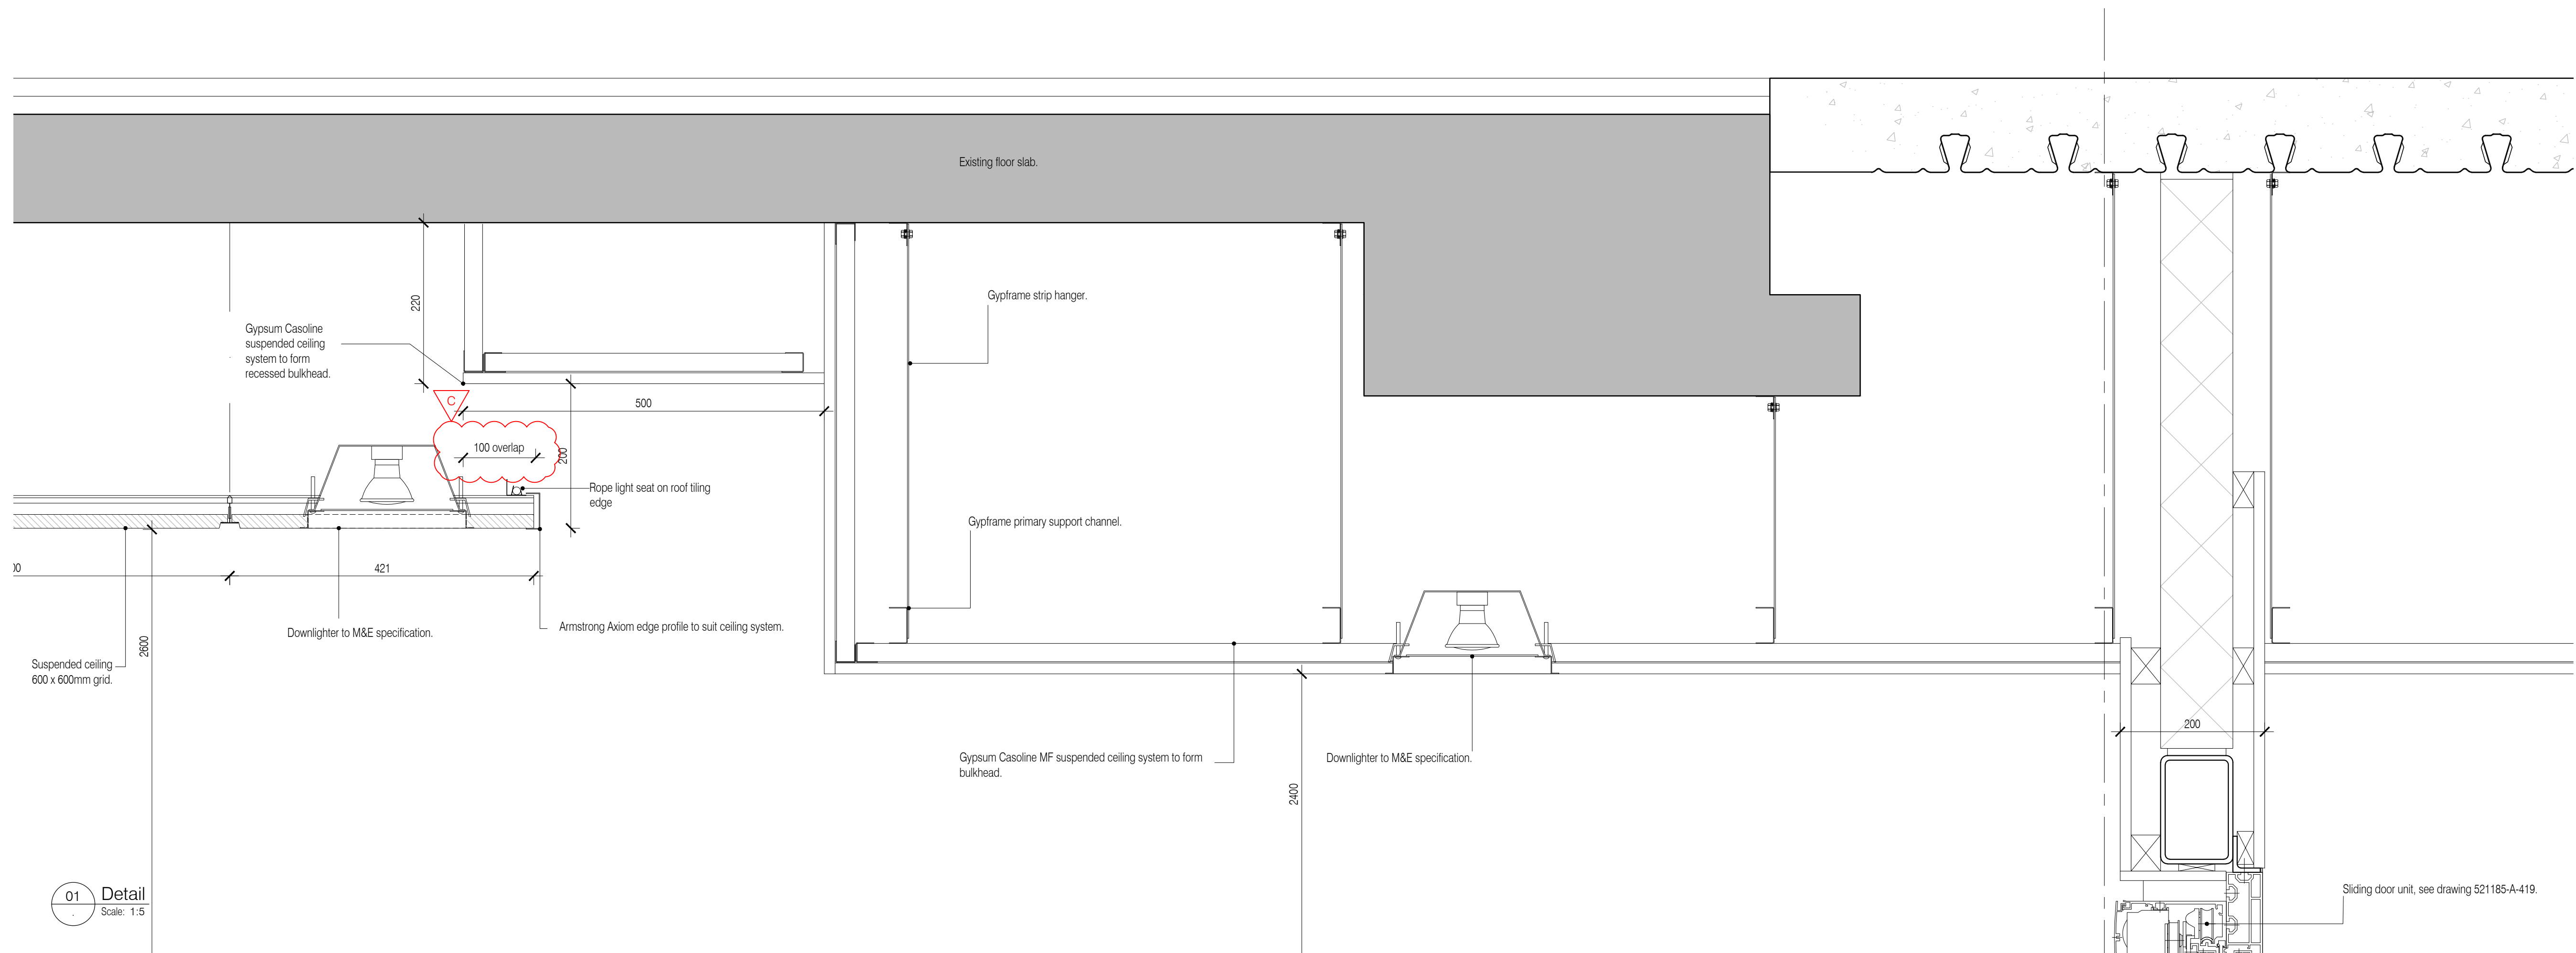 Existing floor slab.
220
Gypframe strip hanger.
Gypsum Casoline
suspended ceiling
system to form
recessed bulkhead.
C
500
100 overlap
200
Rope light seat on roof tiling
edge
Gypframe primary support channel.
00
421
Downlighter to M&E specification.
Armstrong Axiom edge profile to suit ceiling system.
2600
Suspended ceiling
600 x 600mm grid.
200
Gypsum Casoline MF suspended ceiling system to form
bulkhead.
Downlighter to M&E specification.
2400
01
Detail
Scale: 1:5
Sliding door unit, see drawing 521185-A-419.